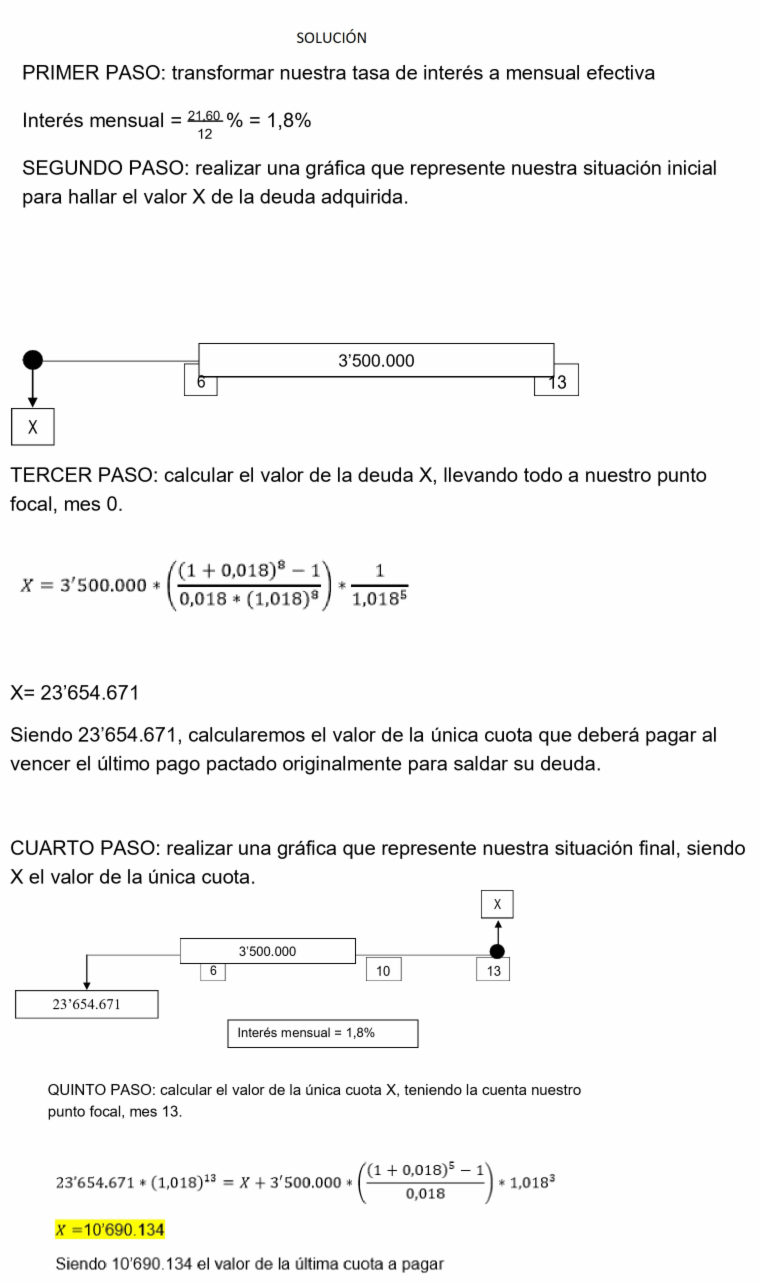 SOLUCIÓN
PRIMER PASO: transformar nuestra tasa de interés a mensual efectiva
Interés mensual = 21,60/12 % = 1,8%
SEGUNDO PASO: realizar una gráfica que represente nuestra situación inicial
para hallar el valor X de la deuda adquirida.
3'500.000
6 13
X
TERCER PASO: calcular el valor de la deuda X, llevando todo a nuestro punto
focal, mes 0.
X = 3′500.000 * (((1 + 0,018)^8 − 1)/(0,018 * (1,018)^8)) * 1/1,018^5
X= 23'654.671
Siendo 23'654.671, calcularemos el valor de la única cuota que deberá pagar al
vencer el último pago pactado originalmente para saldar su deuda.
CUARTO PASO: realizar una gráfica que represente nuestra situación final, siendo
X el valor de la única cuota.
X
3'500.000
6 10 13
23'654.671
Interés mensual = 1,8%
QUINTO PASO: calcular el valor de la única cuota X, teniendo la cuenta nuestro
punto focal, mes 13.
23′654.671 * (1,018)^13 = X + 3′500.000 * (((1 + 0,018)^5 − 1)/0,018) * 1,018^3
X =10'690.134
Siendo 10'690.134 el valor de la última cuota a pagar